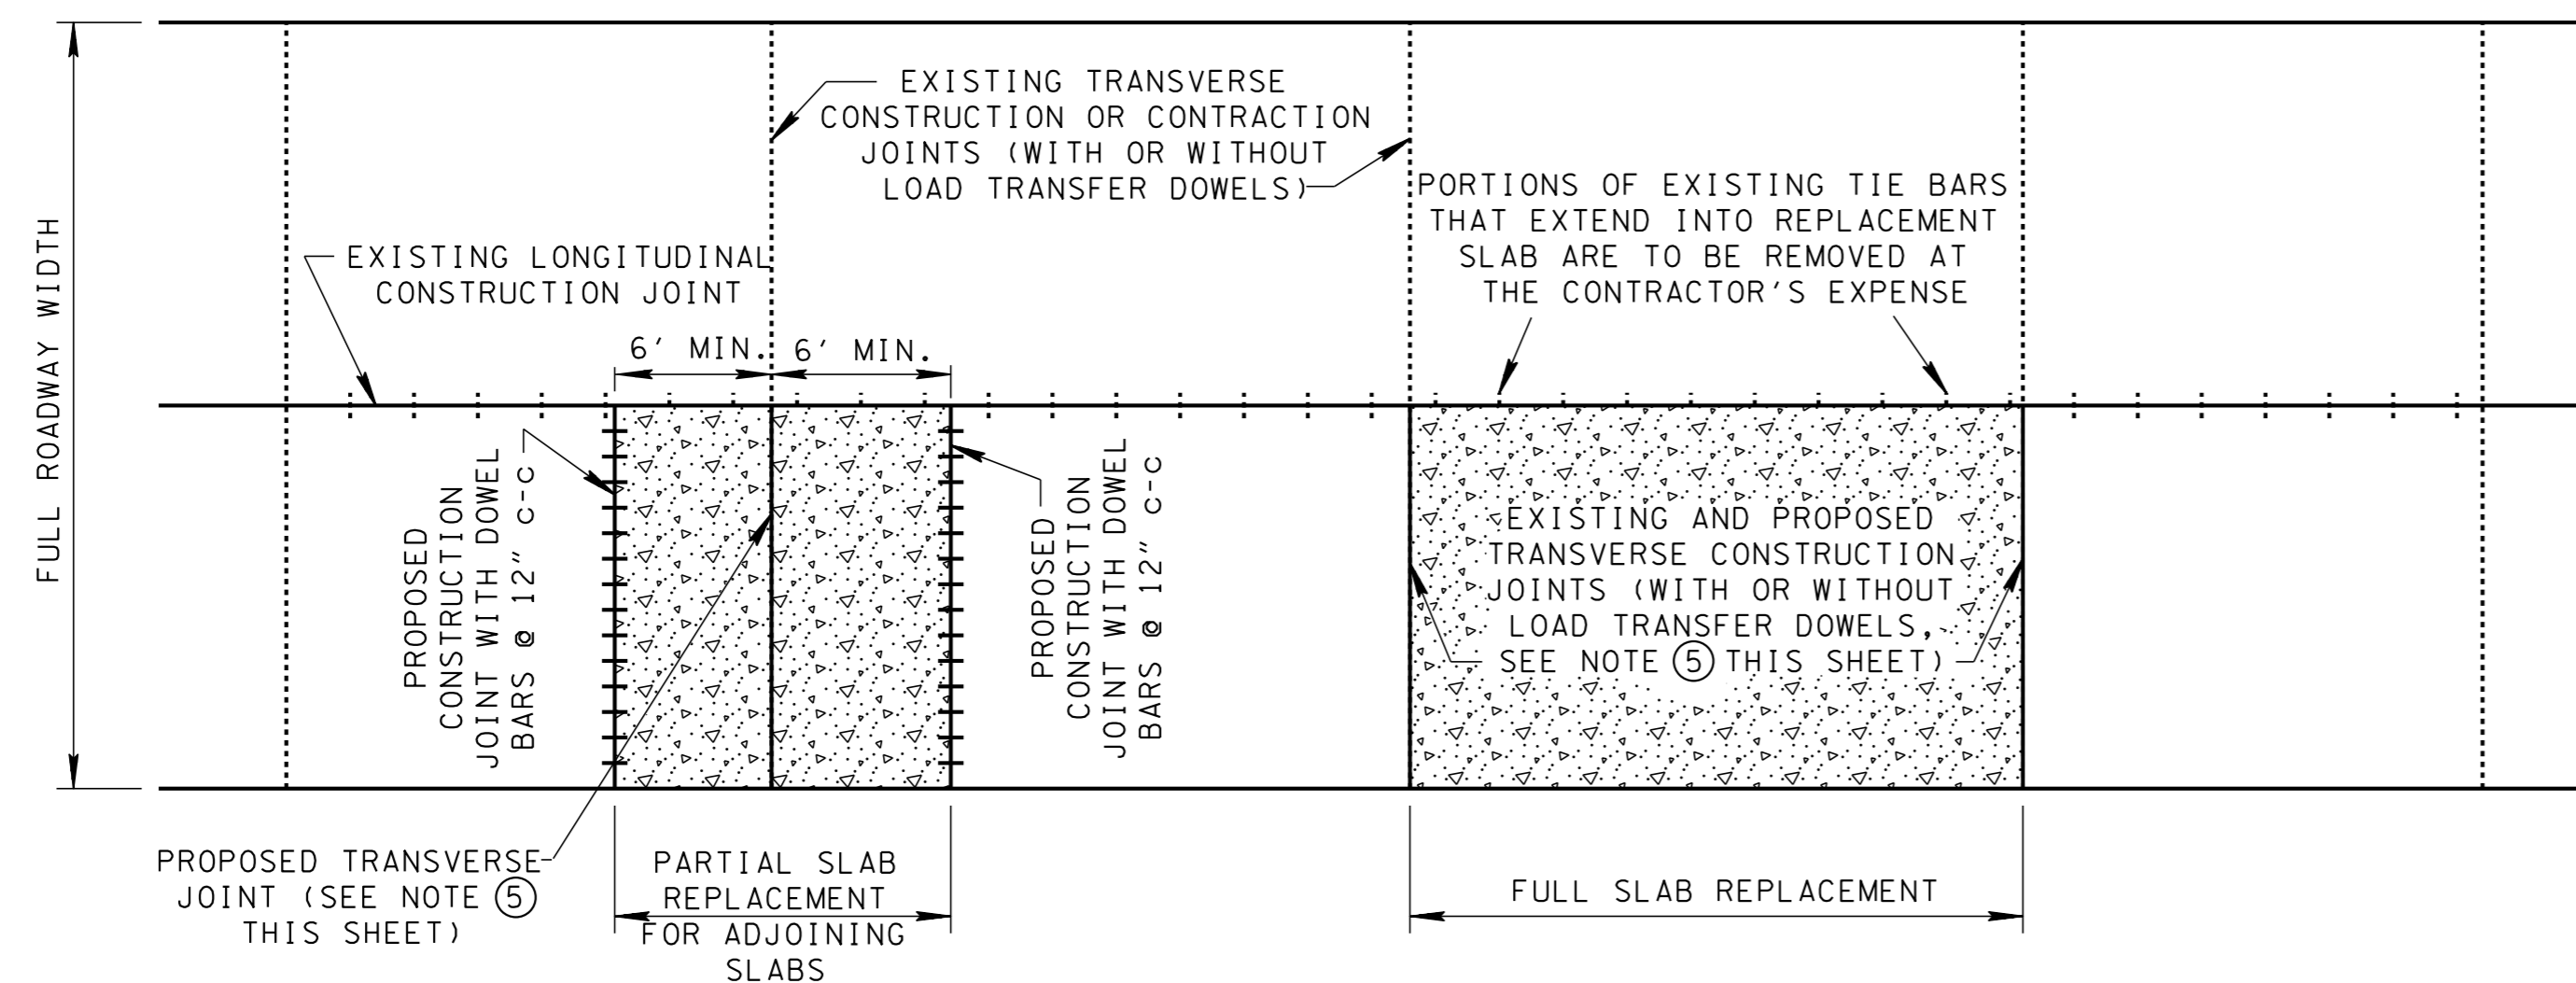 EXISTING TRANSVERSE
CONSTRUCTION OR CONTRACTION
JOINTS (WITH OR WITHOUT
LOAD TRANSFER DOWELS)
PORTIONS OF EXISTING TIE BARS
THAT EXTEND INTO REPLACEMENT
SLAB ARE TO BE REMOVED AT
THE CONTRACTOR'S EXPENSE
FULL ROADWAY WIDTH
EXISTING LONGITUDINAL
CONSTRUCTION JOINT
6' MIN.
6' MIN.
PROPOSED
CONSTRUCTION
JOINT WITH DOWEL
BARS @ 12" C-C
PROPOSED
CONSTRUCTION
JOINT WITH DOWEL
BARS @ 12" C-C
EXISTING AND PROPOSED
TRANSVERSE CONSTRUCTION
JOINTS (WITH OR WITHOUT
LOAD TRANSFER DOWELS,
SEE NOTE 5 THIS SHEET)
PROPOSED TRANSVERSE
JOINT (SEE NOTE 5
THIS SHEET)
PARTIAL SLAB
REPLACEMENT
FOR ADJOINING
SLABS
FULL SLAB REPLACEMENT